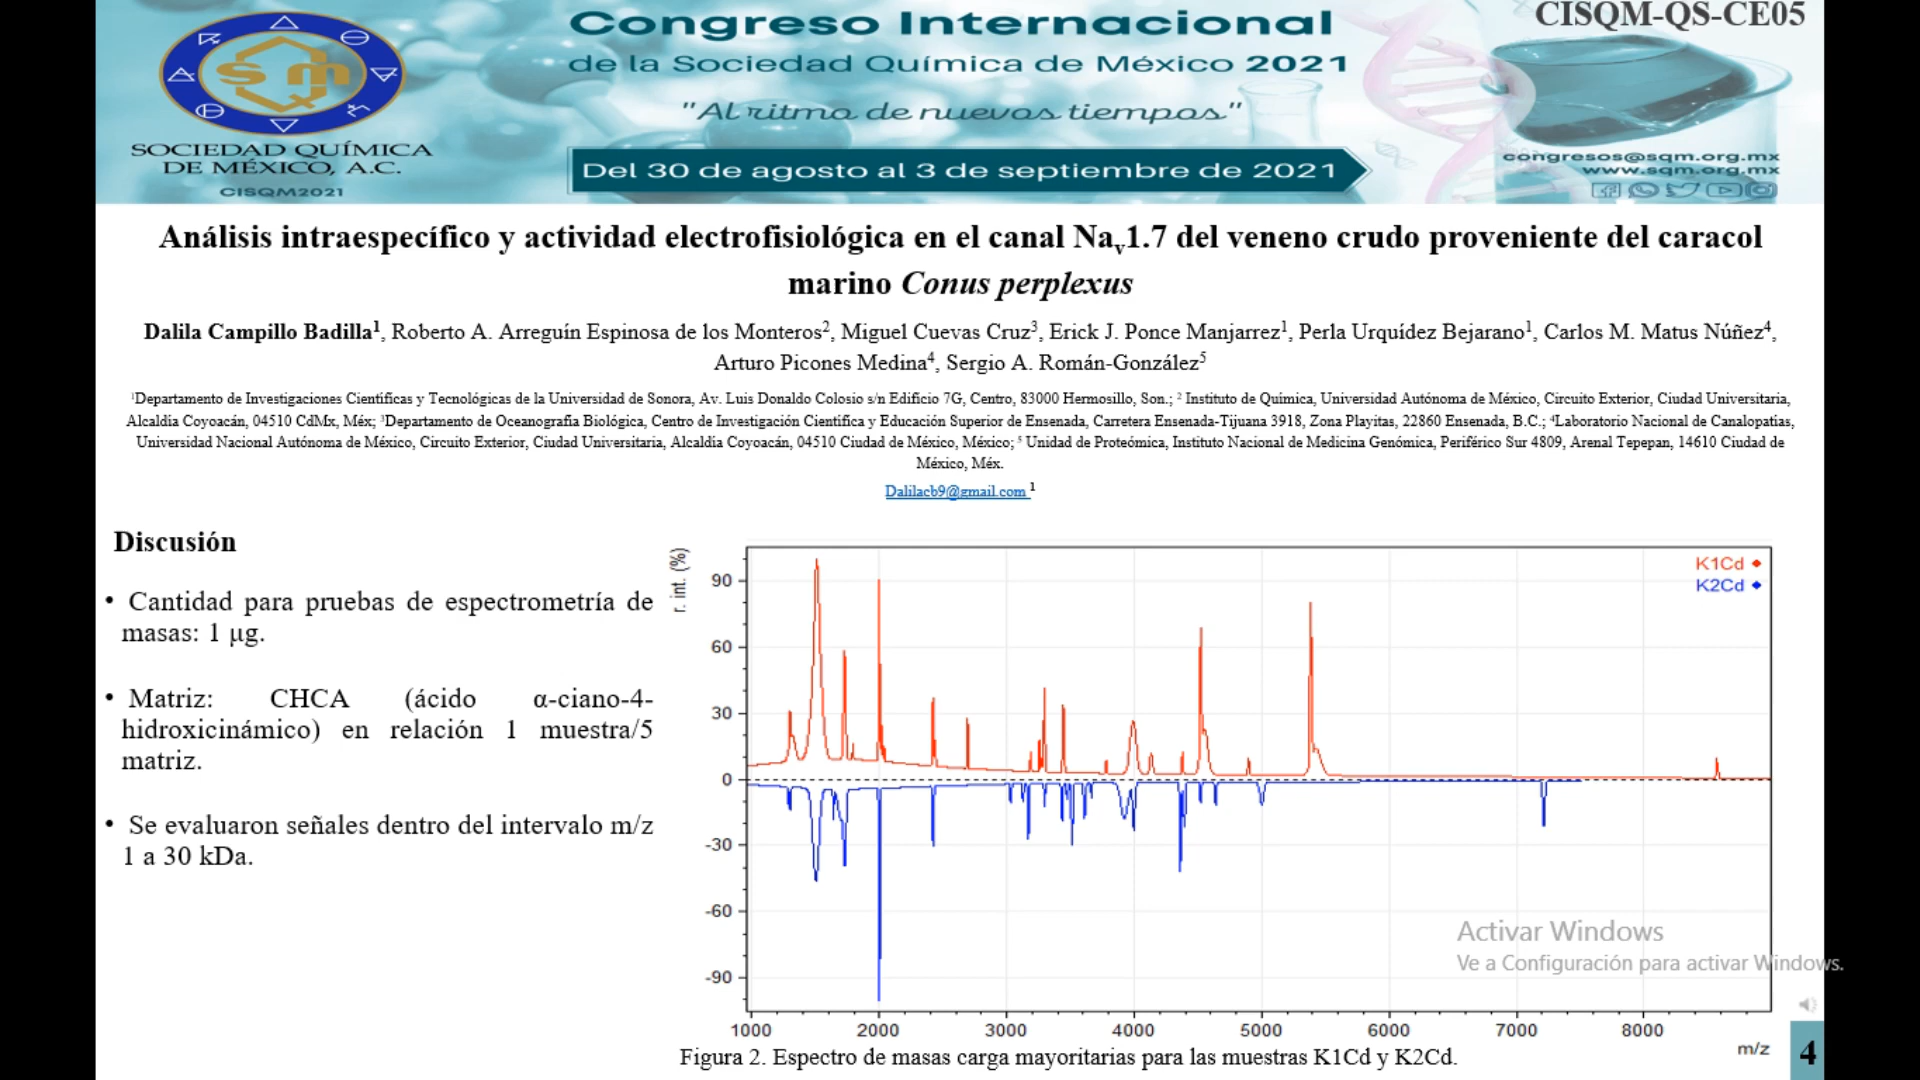 CISQM-QS-CE05
Congreso Internacional
de la Sociedad Química de México 2021
"Al ritmo de nuevos tiempos"
Del 30 de agosto al 3 de septiembre de 2021
SQM
SOCIEDAD QUÍMICA
DE MÉXICO, A.C.
CISQM2021
congresos@sqm.org.mx
www.sqm.org.mx
Análisis intraespecífico y actividad electrofisiológica en el canal Nav1.7 del veneno crudo proveniente del caracol
marino Conus perplexus
Dalila Campillo Badilla1, Roberto A. Arreguín Espinosa de los Monteros2, Miguel Cuevas Cruz3, Erick J. Ponce Manjarrez1, Perla Urquídez Bejarano1, Carlos M. Matus Núñez4,
Arturo Picones Medina4, Sergio A. Román-González5
1Departamento de Investigaciones Científicas y Tecnológicas de la Universidad de Sonora, Av. Luis Donaldo Colosio s/n Edificio 7G, Centro, 83000 Hermosillo, Son.; 2 Instituto de Química, Universidad Autónoma de México, Circuito Exterior, Ciudad Universitaria,
Alcaldía Coyoacán, 04510 CdMx, Méx; 3Departamento de Oceanografía Biológica, Centro de Investigación Científica y Educación Superior de Ensenada, Carretera Ensenada-Tijuana 3918, Zona Playitas, 22860 Ensenada, B.C.; 4Laboratorio Nacional de Canalopatías,
Universidad Nacional Autónoma de México, Circuito Exterior, Ciudad Universitaria, Alcaldía Coyoacán, 04510 Ciudad de México, México; 5 Unidad de Proteómica, Instituto Nacional de Medicina Genómica, Periférico Sur 4809, Arenal Tepepan, 14610 Ciudad de
México, Méx.
Dalilacb9@gmail.com 1
Discusión
• Cantidad para pruebas de espectrometría de
masas: 1 μg.
• Matriz: CHCA (ácido α-ciano-4-
hidroxicinámico) en relación 1 muestra/5
matriz.
• Se evaluaron señales dentro del intervalo m/z
1 a 30 kDa.
r. int. (%)
K1Cd
K2Cd
90
60
30
0
-30
-60
-90
1000 2000 3000 4000 5000 6000 7000 8000
m/z
Figura 2. Espectro de masas carga mayoritarias para las muestras K1Cd y K2Cd.
Activar Windows
Ve a Configuración para activar Windows.
4